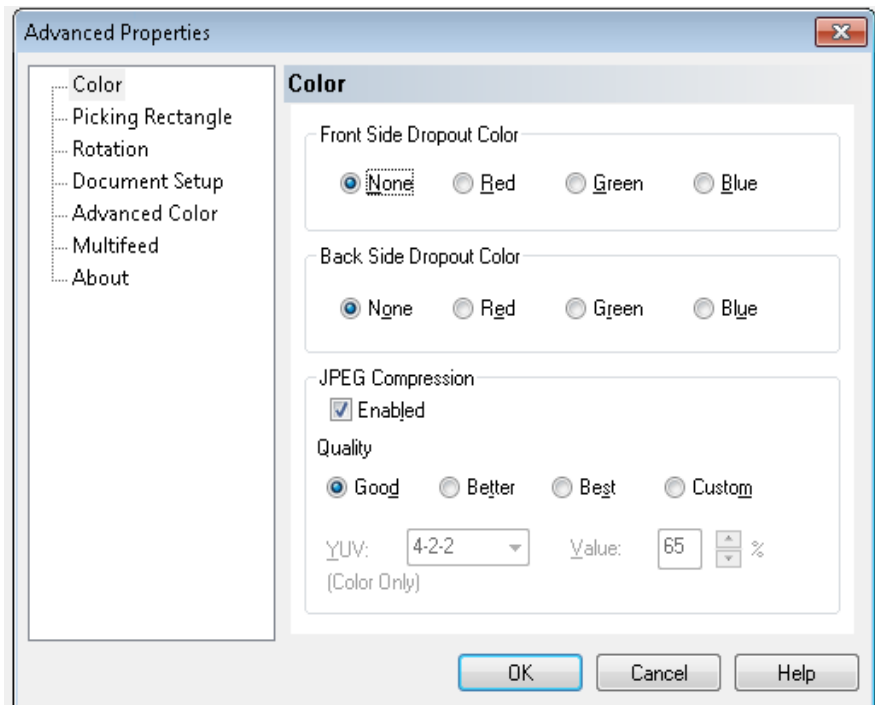 Advanced Properties
Color
Picking Rectangle
Rotation
Document Setup
Advanced Color
Multifeed
About
Color
Front Side Dropout Color
None Red Green Blue
Back Side Dropout Color
None Red Green Blue
JPEG Compression
Enabled
Quality
Good Better Best Custom
YUV: 4-2-2 Value: 65 %
(Color Only)
OK Cancel Help